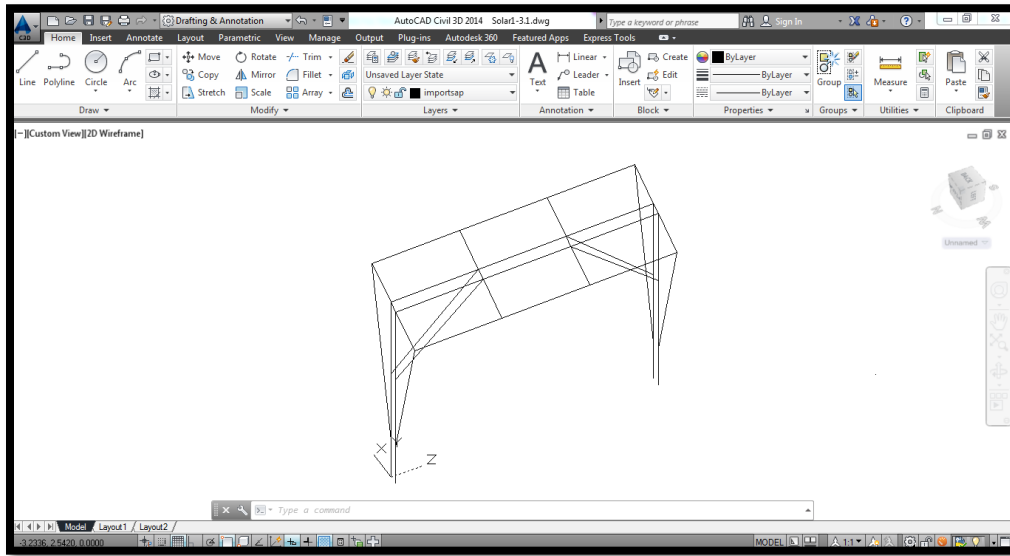 Drafting & Annotation AutoCAD Civil 3D 2014 Solar1-3.1.dwg Type a keyword or phrase Sign In
C3D Home Insert Annotate Layout Parametric View Manage Output Plug-ins Autodesk 360 Featured Apps Express Tools
Move Rotate Trim Linear Create ByLayer
Copy Mirror Fillet Unsaved Layer State Leader Edit ByLayer
Line Polyline Circle Arc Stretch Scale Array importsap Text Table Insert ByLayer Group Measure Paste
Draw Modify Layers Annotation Block Properties Groups Utilities Clipboard
[-][Custom View][2D Wireframe]
Unnamed
X Y Z
Type a command
Model Layout1 Layout2
-3.2336, 2.5420, 0.0000 MODEL 1:1